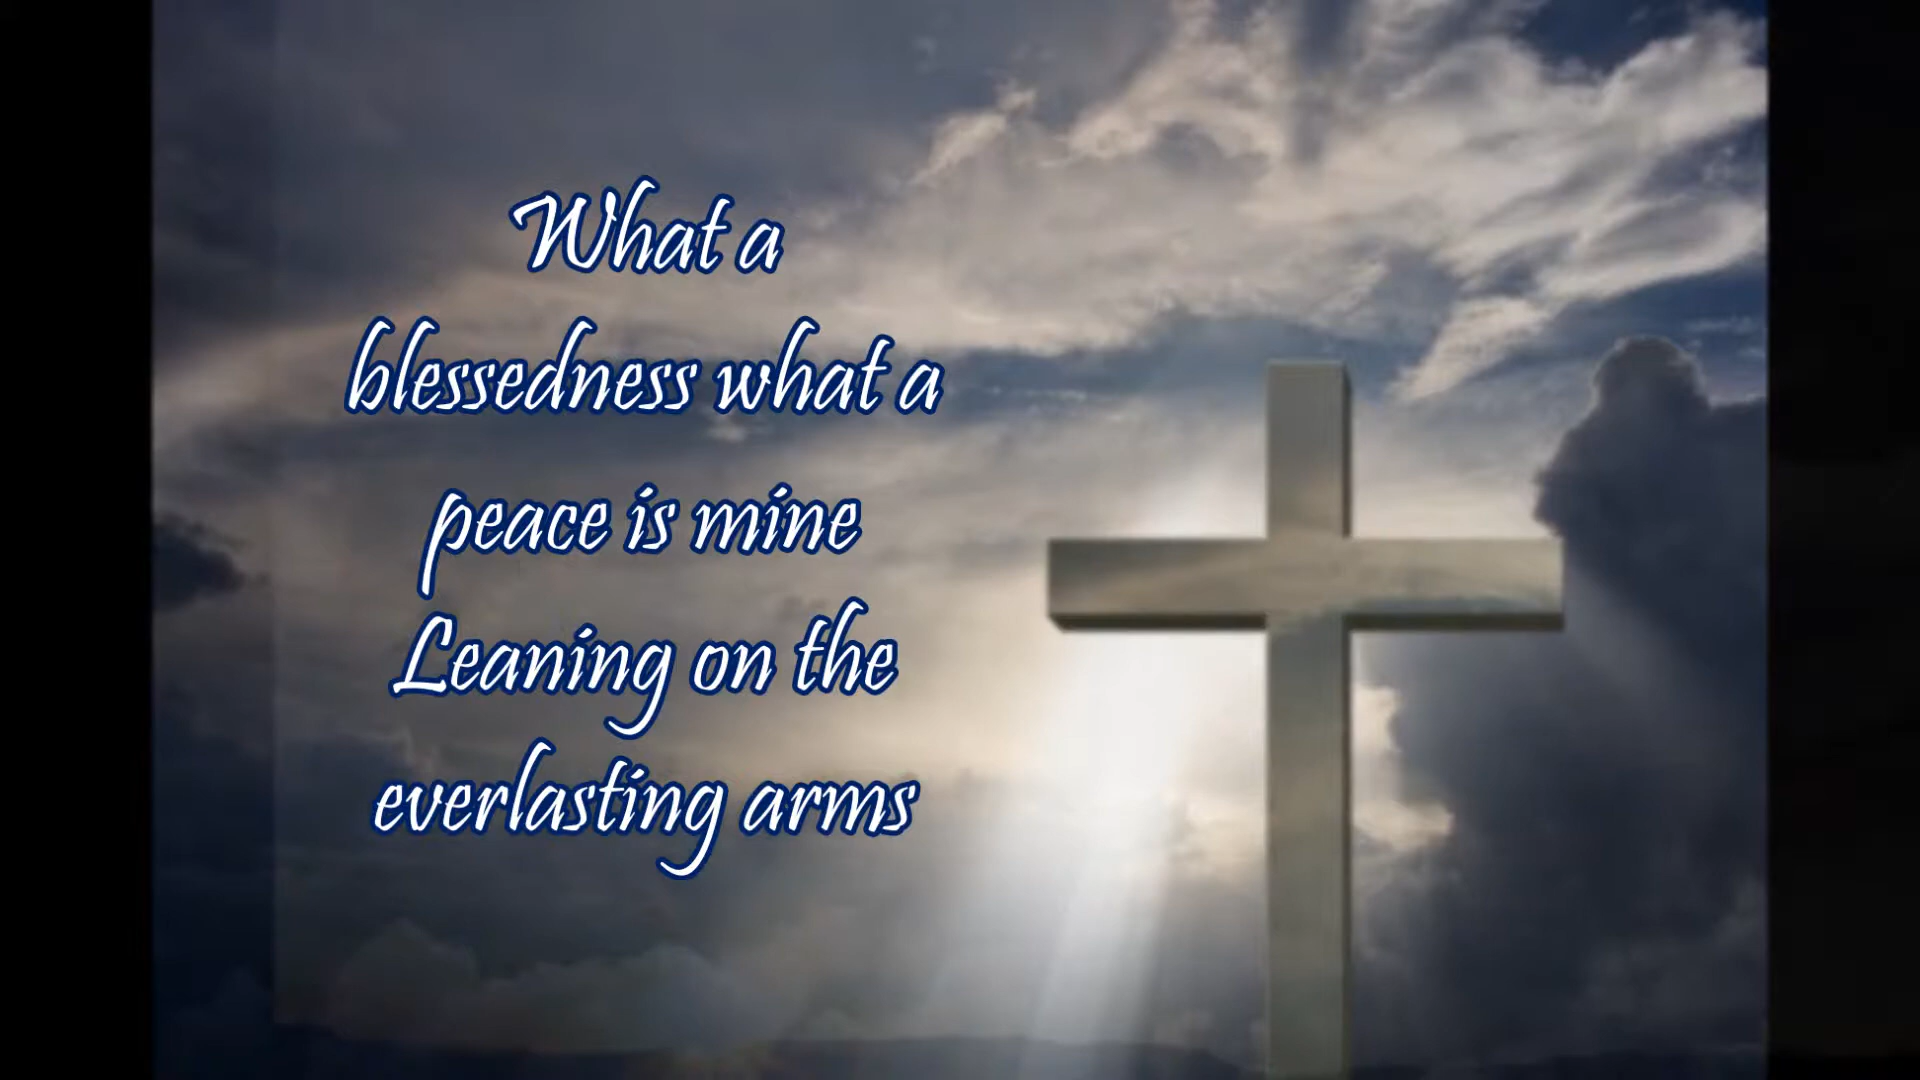 What a
blessedness what a
peace is mine
Leaning on the
everlasting arms